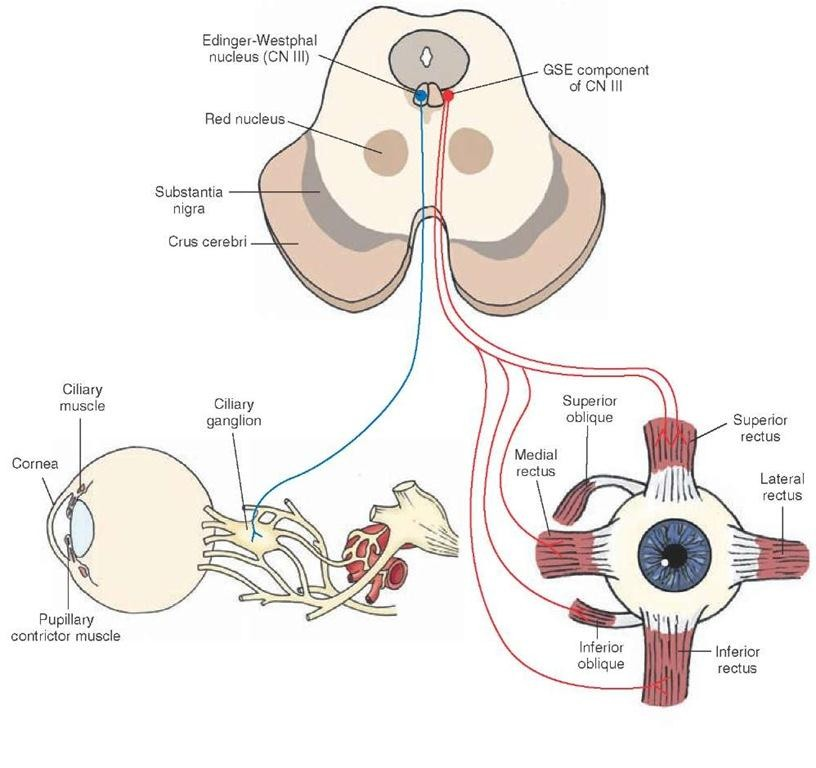 Edinger-Westphal
nucleus (CN III)
GSE component
of CN III
Red nucleus
Substantia
nigra
Crus cerebri
Ciliary
muscle
Ciliary
ganglion
Cornea
Superior
oblique
Superior
rectus
Medial
rectus
Lateral
rectus
Pupillary
contrictor muscle
Inferior
oblique
Inferior
rectus